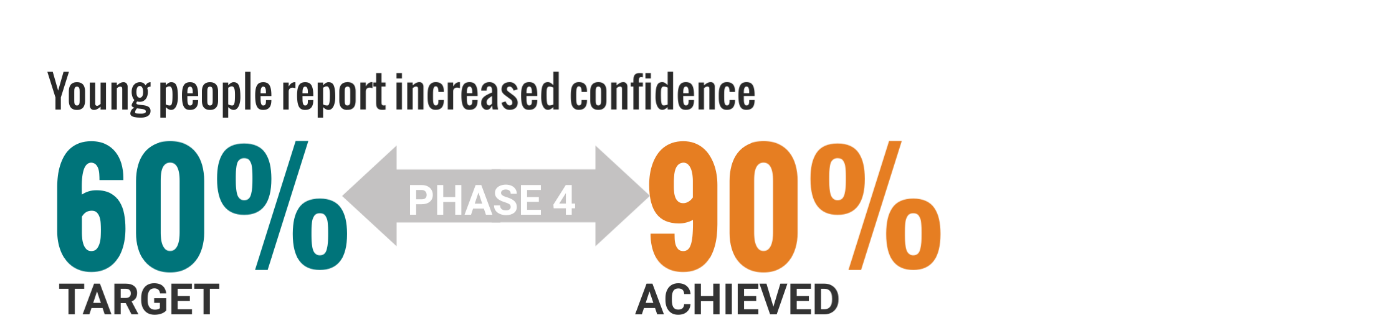 Young people report increased confidence
60% PHASE 4 90%
TARGET ACHIEVED